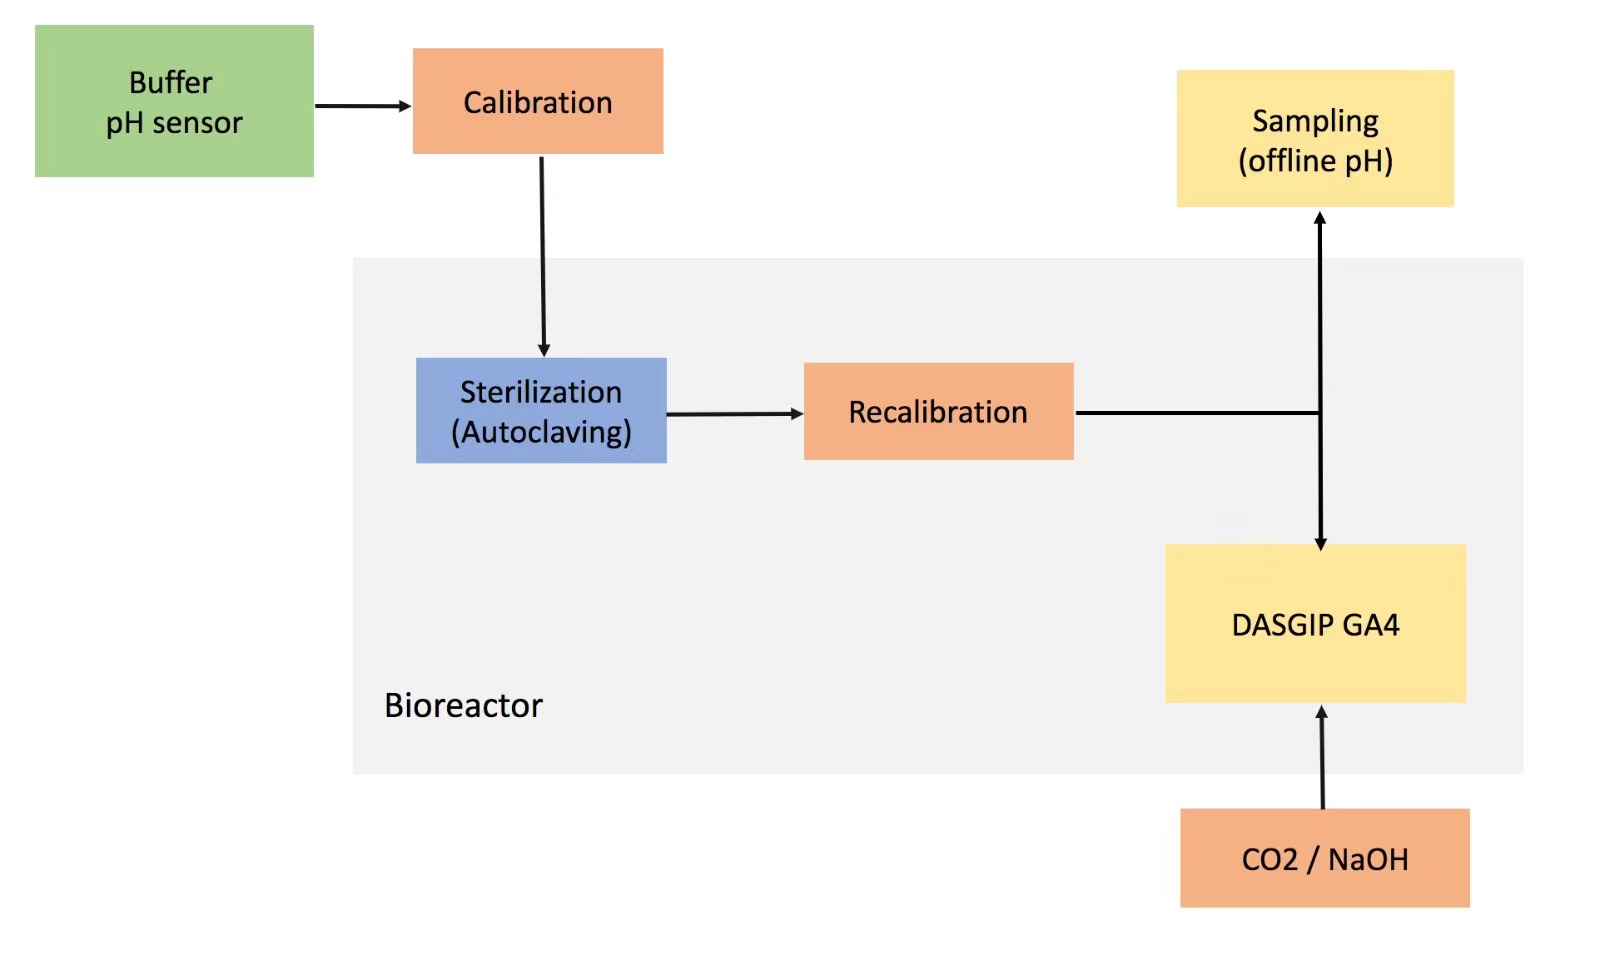 Buffer
pH sensor
Calibration
Sampling
(offline pH)
Sterilization
(Autoclaving)
Recalibration
DASGIP GA4
Bioreactor
CO2 / NaOH